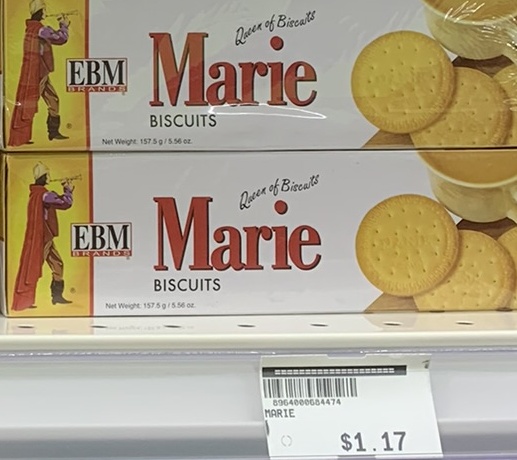 Queen of Biscuits
EBM
BRANDS
Marie
BISCUITS
Net Weight: 157.5 g / 5.56 oz.
Queen of Biscuits
EBM
BRANDS
Marie
BISCUITS
Net Weight: 157.5 g / 5.56 oz.
8964000684474
MARIE
$1.17